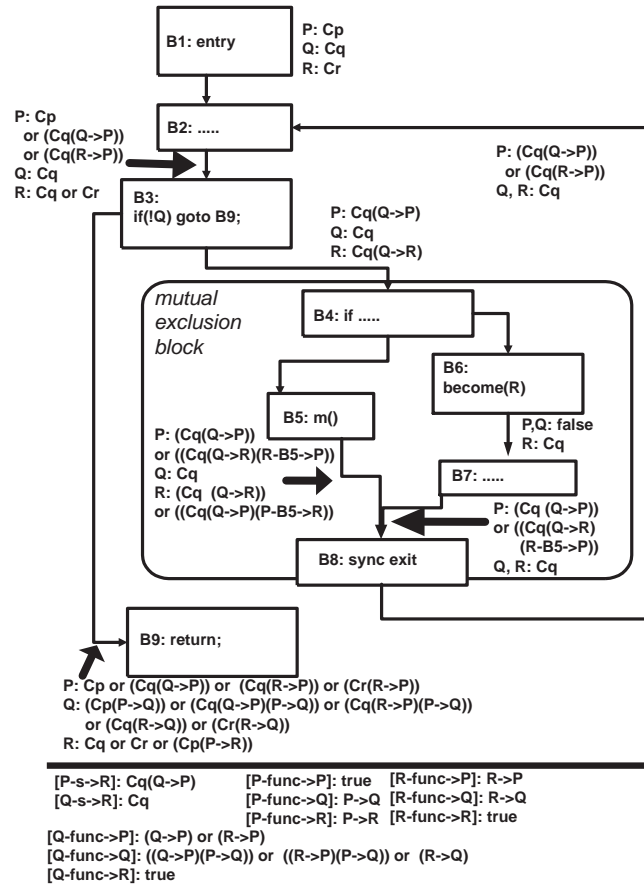 B1: entry
P: Cp
Q: Cq
R: Cr
B2: .....
P: Cp
or (Cq(Q->P))
or (Cq(R->P))
Q: Cq
R: Cq or Cr
P: (Cq(Q->P))
or (Cq(R->P))
Q, R: Cq
B3:
if(!Q) goto B9;
P: Cq(Q->P)
Q: Cq
R: Cq(Q->R)
mutual
exclusion
block
B4: if .....
B6:
become(R)
B5: m()
P,Q: false
R: Cq
P: (Cq(Q->P))
or ((Cq(Q->R)(R-B5->P))
Q: Cq
R: (Cq (Q->R))
or ((Cq(Q->P)(P-B5->R))
B7: .....
P: (Cq (Q->P))
or ((Cq(Q->R)
(R-B5->P))
Q, R: Cq
B8: sync exit
B9: return;
P: Cp or (Cq(Q->P)) or (Cq(R->P)) or (Cr(R->P))
Q: (Cp(P->Q)) or (Cq(Q->P)(P->Q)) or (Cq(R->P)(P->Q))
or (Cq(R->Q)) or (Cr(R->Q))
R: Cq or Cr or (Cp(P->R))
[P-s->R]: Cq(Q->P) [P-func->P]: true [R-func->P]: R->P
[Q-s->R]: Cq [P-func->Q]: P->Q [R-func->Q]: R->Q
[P-func->R]: P->R [R-func->R]: true
[Q-func->P]: (Q->P) or (R->P)
[Q-func->Q]: ((Q->P)(P->Q)) or ((R->P)(P->Q)) or (R->Q)
[Q-func->R]: true